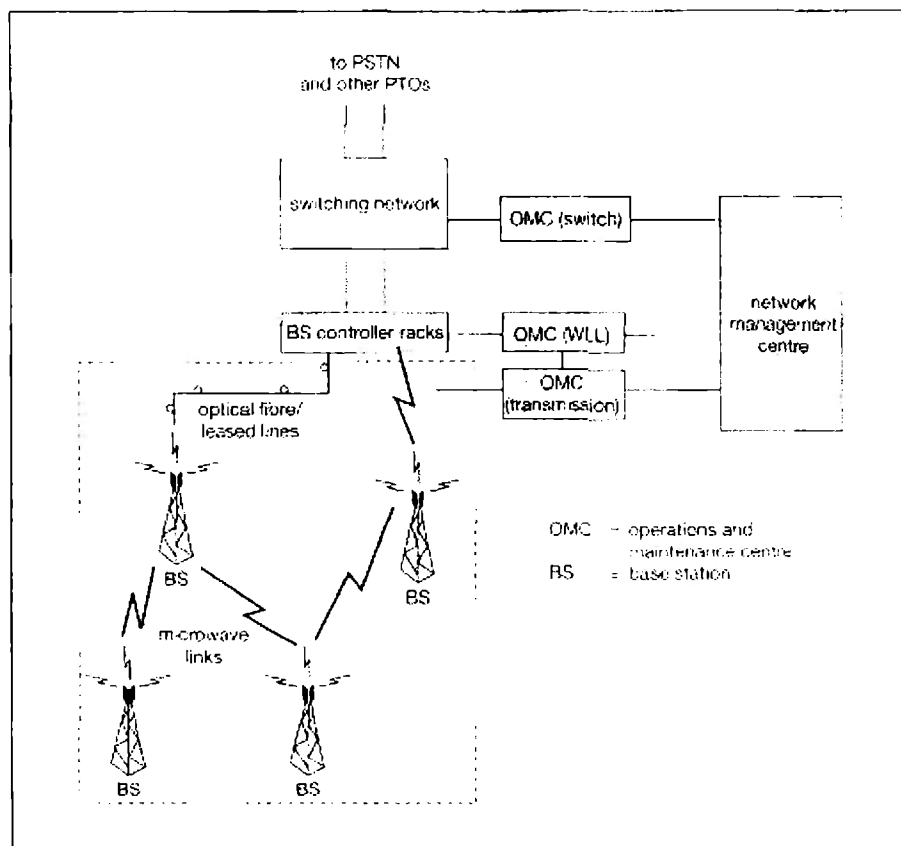 to PSTN
and other PTOs
switching network
OMC (switch)
network
management
centre
BS controller racks
OMC (WLL)
OMC
(transmission)
optical fibre/
leased lines
BS
BS
OMC = operations and
maintenance centre
BS = base station
microwave
links
BS
BS